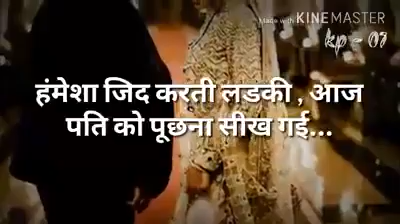 Made with KINEMASTER
kp - 07
हंमेशा जिद करती लडकी , आज
पति को पूछना सीख गई...